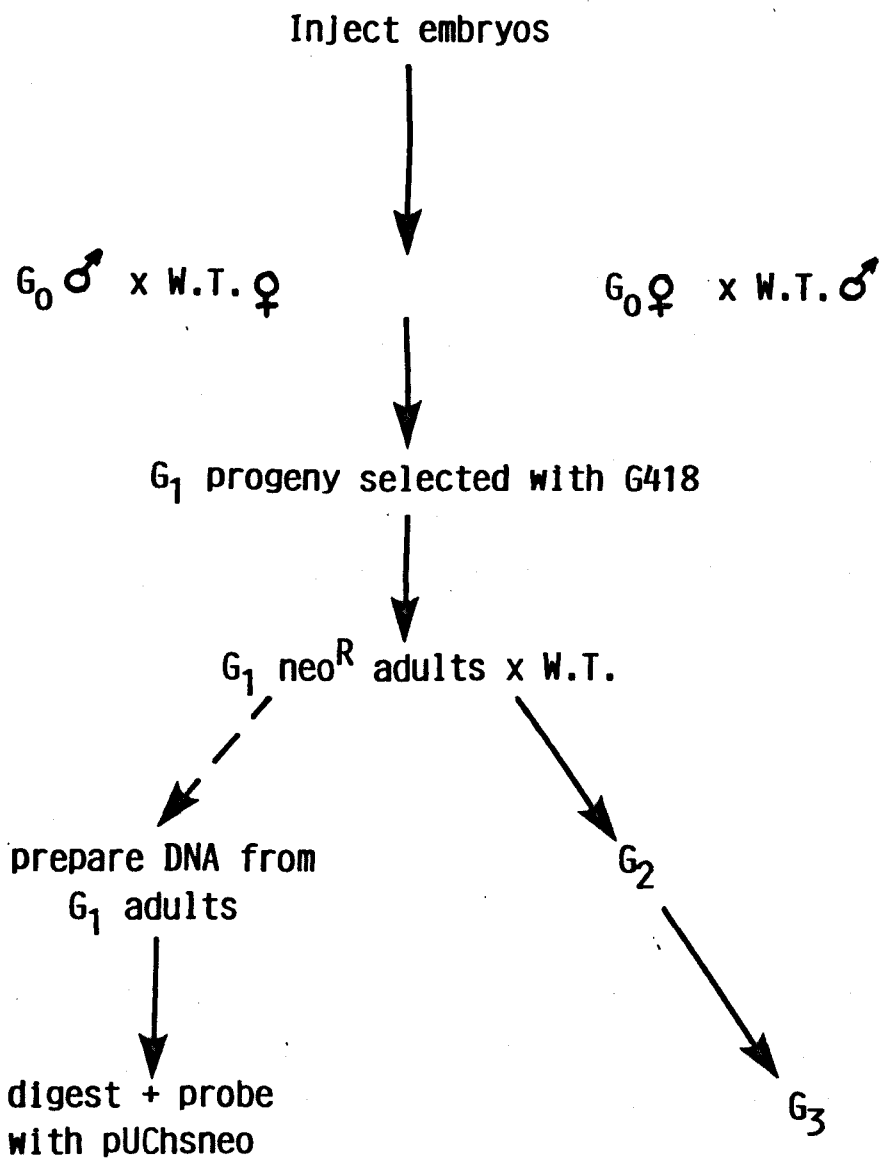 Inject embryos
G₀ ♂ x W.T. ♀
G₀ ♀ x W.T. ♂
G₁ progeny selected with G418
G₁ neoᴿ adults x W.T.
prepare DNA from
G₁ adults
G₂
digest + probe
with pUChsneo
G₃